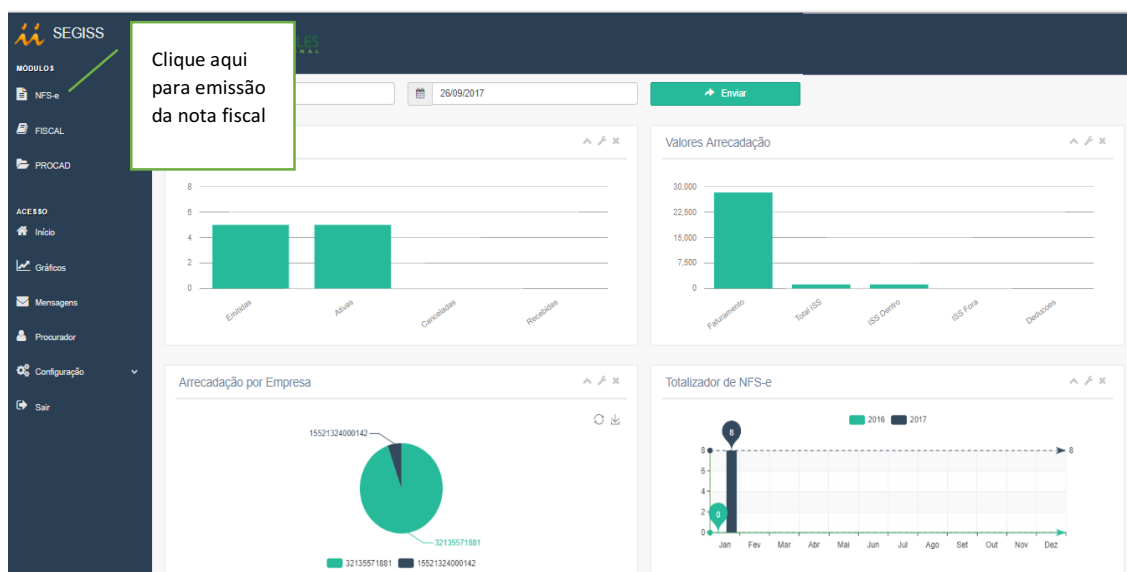 SEGISS
MÓDULOS
NFS-e
FISCAL
PROCAD
ACESSO
Início
Gráficos
Mensagens
Procurador
Configuração
Sair
Clique aqui
para emissão
da nota fiscal
26/09/2017
Enviar
8
6
4
2
0
Emitidas
Ativas
Canceladas
Recebidas
Valores Arrecadação
30,000
22,500
15,000
7,500
0
Faturamento
Total ISS
ISS Dentro
ISS Fora
Deducoes
Arrecadação por Empresa
15521324000142
32135571881
32135571881 15521324000142
Totalizador de NFS-e
2016 2017
8
8 8
6
4
2
0
0
Jan Fev Mar Abr Mai Jun Jul Ago Set Out Nov Dez